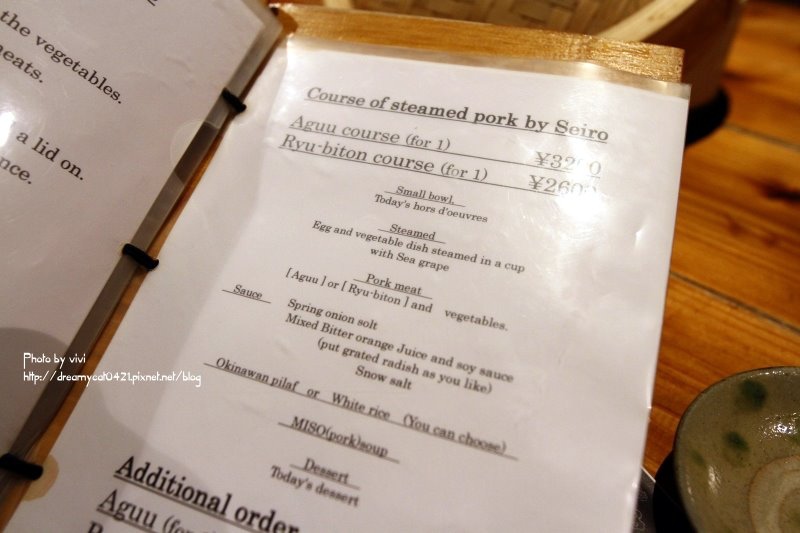 the vegetables.
neats.
a lid on.
nce.
Course of steamed pork by Seiro
Aguu course (for 1) ¥3200
Ryu-biton course (for 1) ¥2600
Small bowl.
Today's hors d'oeuvres
Steamed
Egg and vegetable dish steamed in a cup
with Sea grape
Pork meat
[ Aguu ] or [ Ryu-biton ] and vegetables.
Sauce
Spring onion solt
Mixed Bitter orange Juice and soy sauce
(put grated radish as you like)
Snow salt
Okinawan pilaf or White rice (You can choose)
MISO(pork)soup
Dessert
Today's dessert
Additional order
Aguu (for
Photo by vivi
http://dreamycat0421.pixnet.net/blog